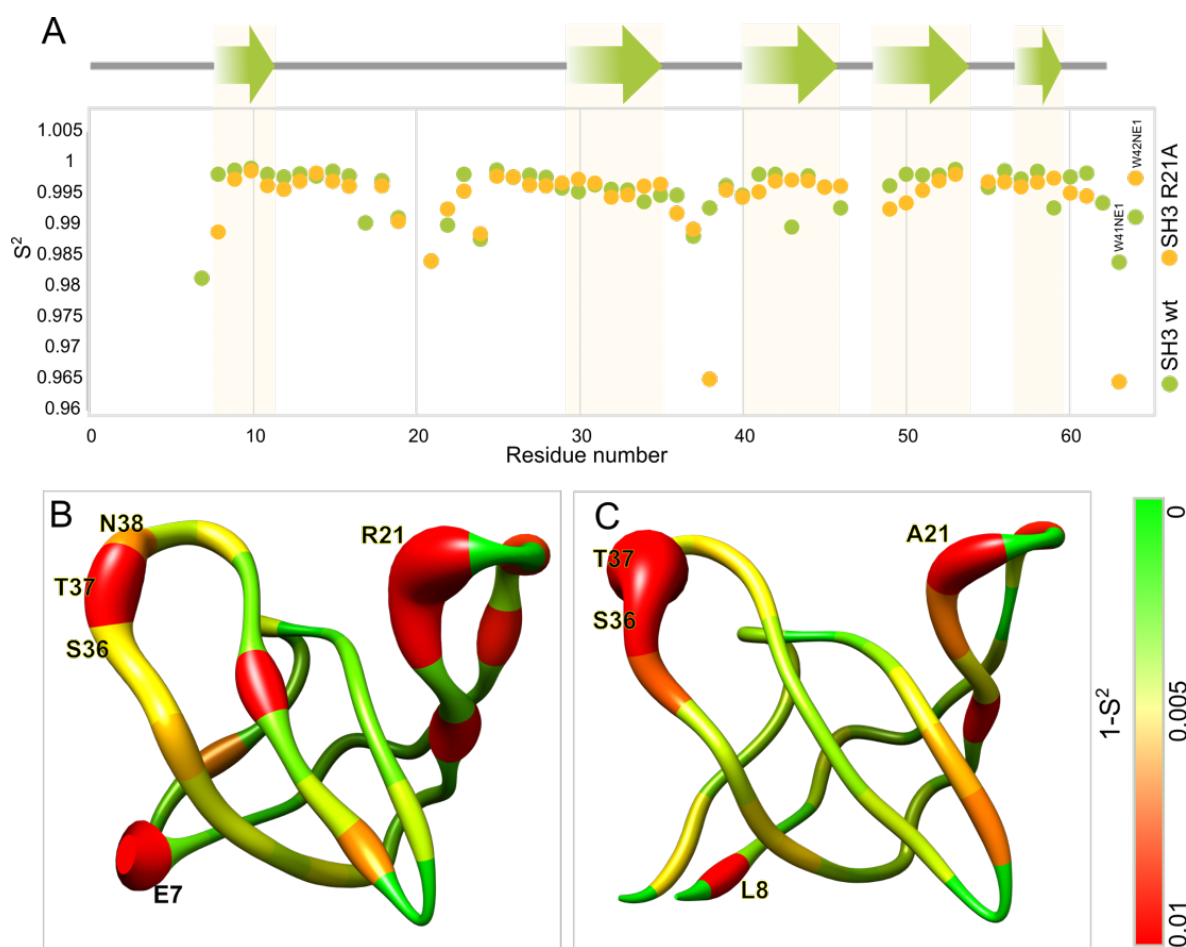 A
1.005
1
0.995
0.99
0.985
0.98
0.975
0.97
0.965
0.96
S²
0 10 20 30 40 50 60
Residue number
W41NE1
W42NE1
SH3 wt
SH3 R21A
B
N38
T37
S36
R21
E7
C
T37
S36
A21
L8
1-S²
0
0.005
0.01